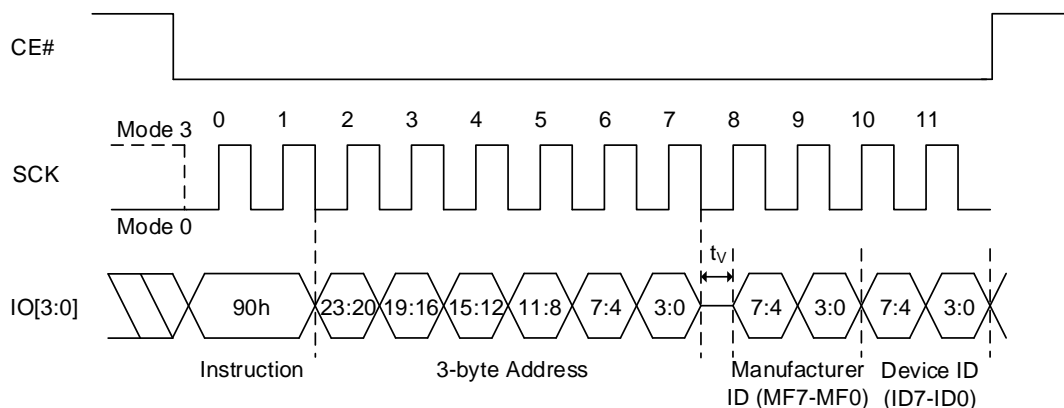 CE#
0 1 2 3 4 5 6 7 8 9 10 11
Mode 3
SCK
Mode 0
tV
IO[3:0] 90h 23:20 19:16 15:12 11:8 7:4 3:0 7:4 3:0 7:4 3:0
Instruction 3-byte Address Manufacturer Device ID
ID (MF7-MF0) (ID7-ID0)